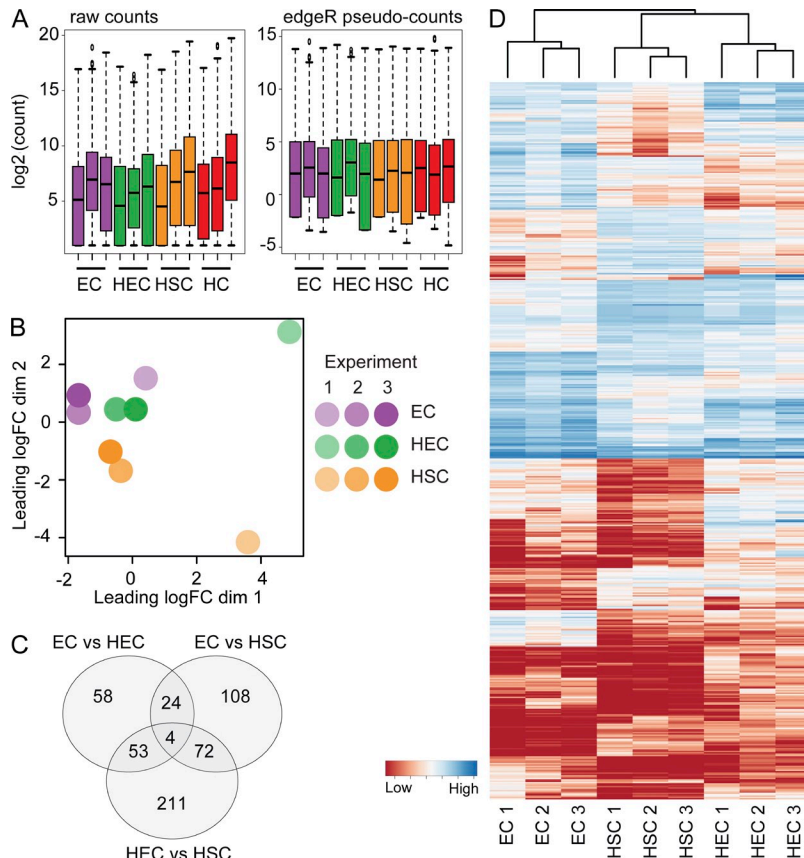 A
raw counts
edgeR pseudo-counts
log2 (count)
20
15
10
5
15
10
5
0
-5
EC HEC HSC HC
EC HEC HSC HC
B
Leading logFC dim 2
2
0
-2
-4
-2 0 2 4
Leading logFC dim 1
Experiment
1 2 3
EC
HEC
HSC
C
EC vs HEC
EC vs HSC
58
24
108
4
53
72
211
HEC vs HSC
D
Low
High
EC 1
EC 2
EC 3
HSC 1
HSC 2
HSC 3
HEC 1
HEC 2
HEC 3